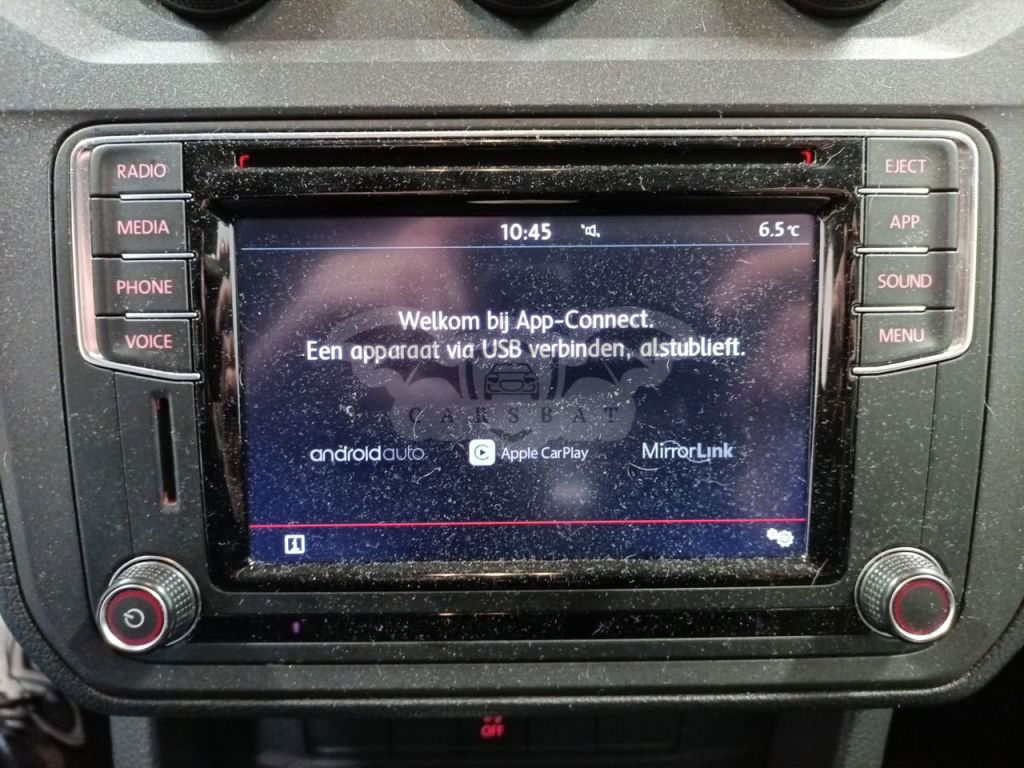 RADIO
EJECT
MEDIA
APP
PHONE
SOUND
VOICE
MENU
10:45
6.5°C
Welkom bij App-Connect.
Een apparaat via USB verbinden, alstublieft.
CARSBAT
androidauto
Apple CarPlay
MirrorLink
OFF